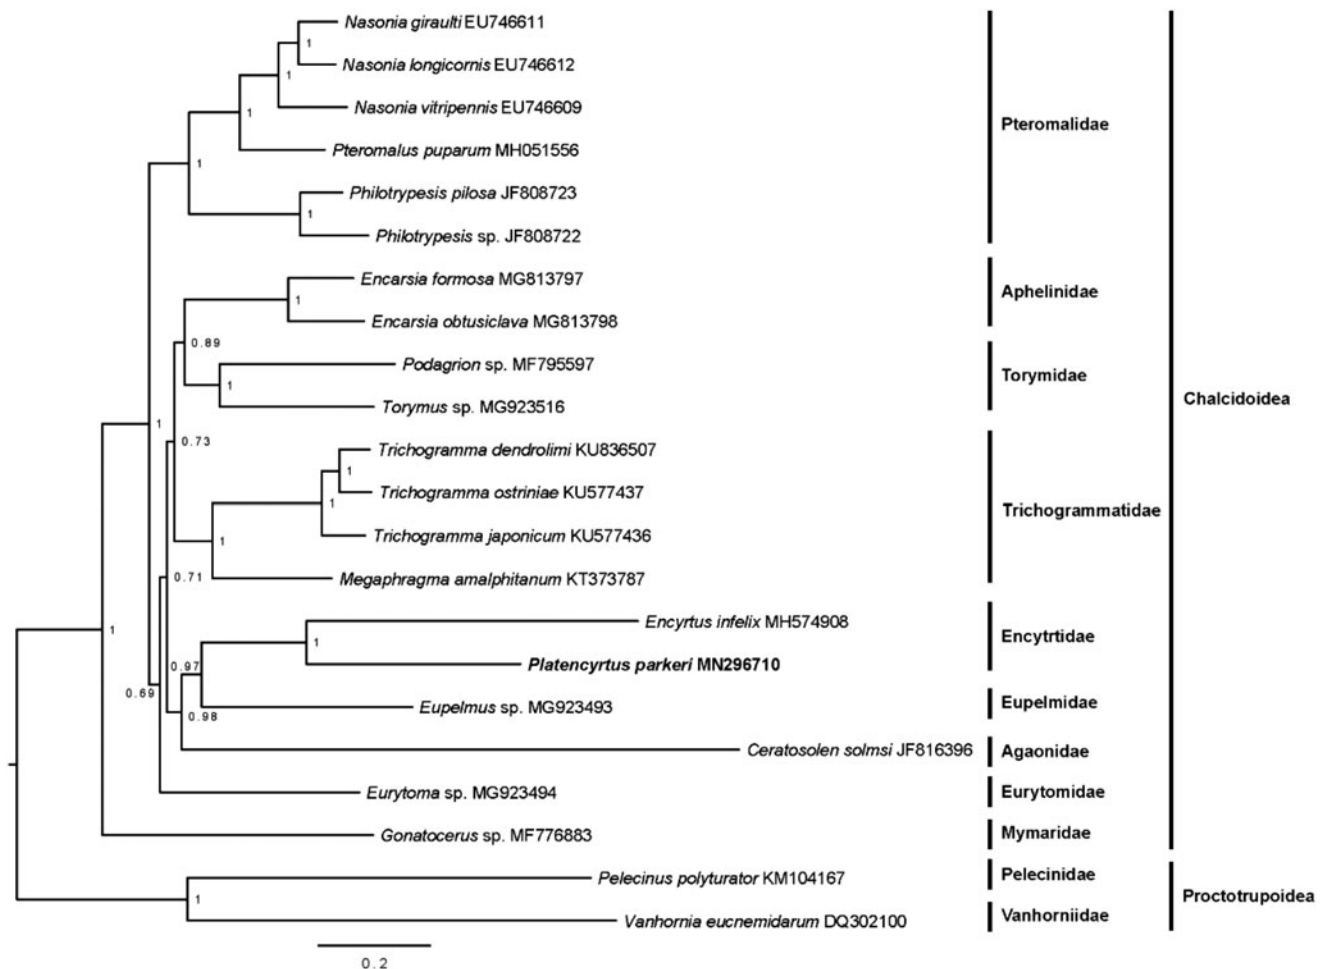 Nasonia giraulti EU746611
1
Nasonia longicornis EU746612
1
Nasonia vitripennis EU746609
1
Pteromalidae
Pteromalus puparum MH051556
1
Philotrypesis pilosa JF808723
1
Philotrypesis sp. JF808722
Encarsia formosa MG813797
1
Aphelinidae
Encarsia obtusiclava MG813798
0.89
Podagrion sp. MF795597
1
Torymidae
Torymus sp. MG923516
Chalcidoidea
1
0.73
Trichogramma dendrolimi KU836507
1
Trichogramma ostriniae KU577437
1
Trichogrammatidae
Trichogramma japonicum KU577436
1
Megaphragma amalphitanum KT373787
0.71
Encyrtus infelix MH574908
1
1
Encytrtidae
Platencyrtus parkeri MN296710
0.97
0.69
Eupelmus sp. MG923493
Eupelmidae
0.98
Ceratosolen solmsi JF816396
Agaonidae
Eurytoma sp. MG923494
Eurytomidae
Gonatocerus sp. MF776883
Mymaridae
Pelecinus polyturator KM104167
Pelecinidae
1
Proctotrupoidea
Vanhornia eucnemidarum DQ302100
Vanhorniidae
0.2